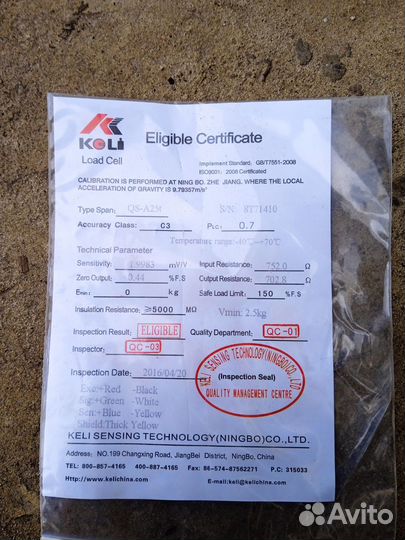 KELI
Load Cell
Eligible Certificate
Implement Standard: GB/T7551-2008
ISO9001: 2008 Certificated
CALIBRATION IS PERFORMED AT NING BO. ZHE JIANG. WHERE THE LOCAL
ACCELERATION OF GRAVITY IS 9.79357m/s²
Type Span: QS-A25t S/N: 8T71410
Accuracy Class: C3 PLC: 0.7
Temperature range:-40℃~+70℃
Technical Parameter
Sensitivity: 1.9983 mV/V Input Resistance: 752.0 Ω
Zero Output: 0.44 %F.S Output Resistance: 702.8 Ω
Emin: 0 kg Safe Load Limit: 150 %F.S
Insulation Resistance: ≥5000 MΩ Vmin: 2.5kg
Inspection Result: ELIGIBLE Quality Department: QC-01
Inspector: QC-03
Inspection Date: 2016/04/20
KELI SENSING TECHNOLOGY(NINGBO)CO.,LTD.
(Inspection Seal)
QUALITY MANAGEMENT CENTRE
Exc+Red -Black
Sig+Green -White
Sen+Blue -Yellow
Shield:Thick Yellow
KELI SENSING TECHNOLOGY(NINGBO)CO.,LTD.
Address: NO.199 Changxing Road, JiangBei District, NingBo, China
TEL: 800-857-4165 400-887-4165 Fax: 86-574-87562271 P.C: 315033
Http://www.kelichina.com E-mail:keli@kelichina.com
Avito